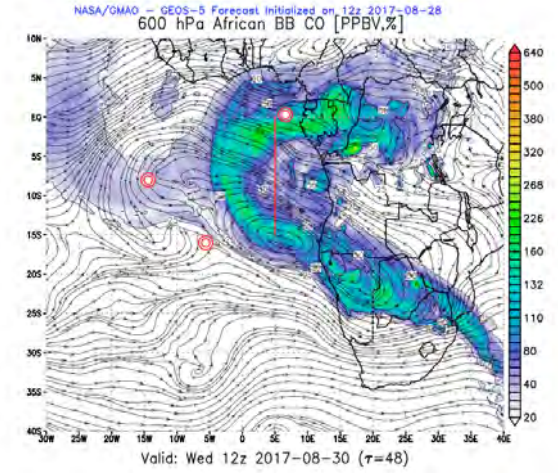 NASA/GMAO - GEOS-5 Forecast Initialized on 12z 2017-08-28
600 hPa African BB CO [PPBV,%]
10N
5N
EQ
5S
10S
15S
20S
25S
30S
35S
40S
30W 25W 20W 15W 10W 5W 0 5E 10E 15E 20E 25E 30E 35E 40E
640
500
380
320
268
226
160
132
110
80
40
20
Valid: Wed 12z 2017-08-30 (τ=48)